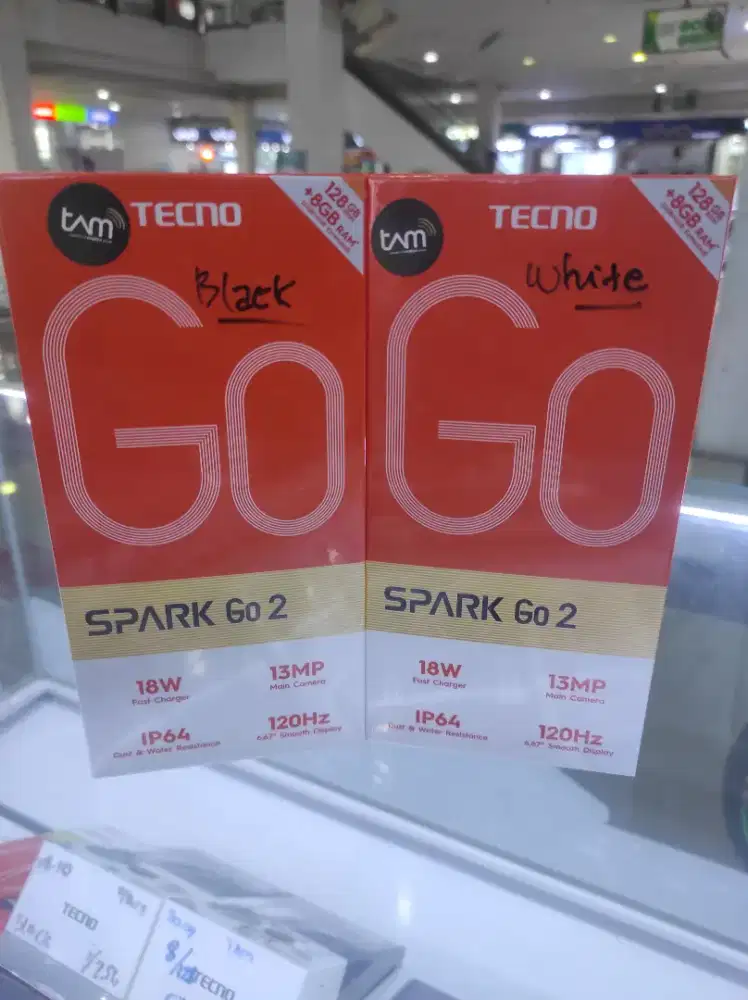 tam
TECNO
128GB
+8GB RAM
Black
Go
SPARK Go 2
18W
Fast Charger
13MP
Main Camera
IP64
Dust & Water Resistance
120Hz
6.67" Smooth Display
tam
TECNO
128GB
+8GB RAM
White
Go
SPARK Go 2
18W
Fast Charger
13MP
Main Camera
IP64
Dust & Water Resistance
120Hz
6.67" Smooth Display
TECNO
TECNO